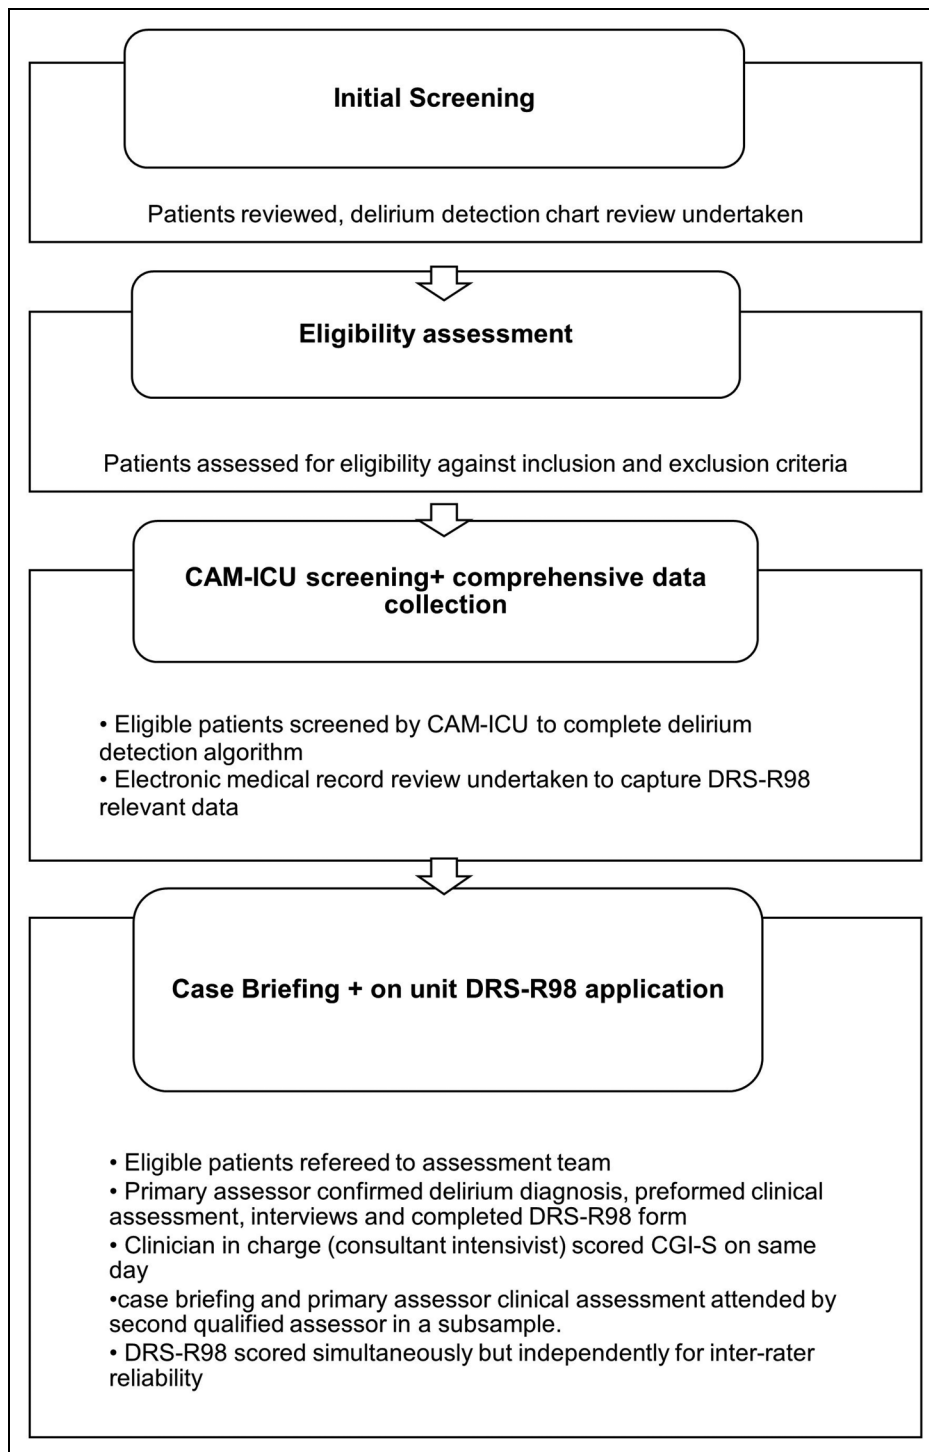 Initial Screening
Patients reviewed, delirium detection chart review undertaken
Eligibility assessment
Patients assessed for eligibility against inclusion and exclusion criteria
CAM-ICU screening+ comprehensive data
collection
• Eligible patients screened by CAM-ICU to complete delirium
detection algorithm
• Electronic medical record review undertaken to capture DRS-R98
relevant data
Case Briefing + on unit DRS-R98 application
• Eligible patients refereed to assessment team
• Primary assessor confirmed delirium diagnosis, preformed clinical
assessment, interviews and completed DRS-R98 form
• Clinician in charge (consultant intensivist) scored CGI-S on same
day
•case briefing and primary assessor clinical assessment attended by
second qualified assessor in a subsample.
• DRS-R98 scored simultaneously but independently for inter-rater
reliability